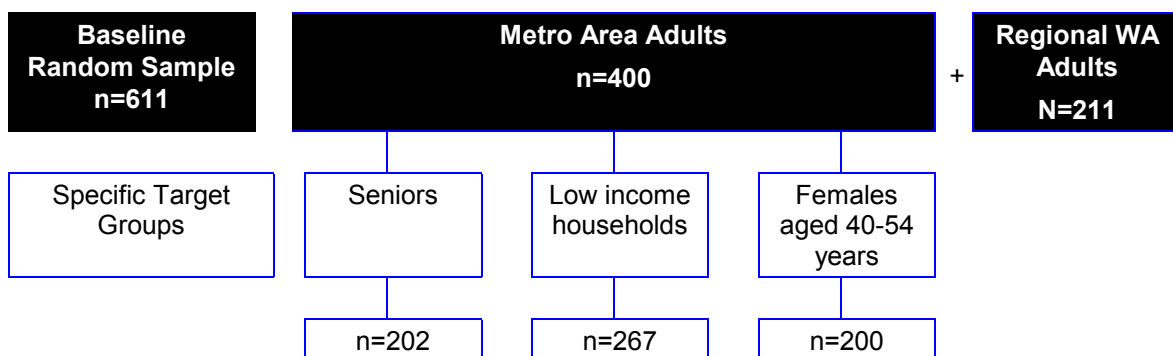 Baseline
Random Sample
n=611
Metro Area Adults
n=400
+
Regional WA
Adults
N=211
Specific Target
Groups
Seniors
Low income
households
Females
aged 40-54
years
n=202
n=267
n=200